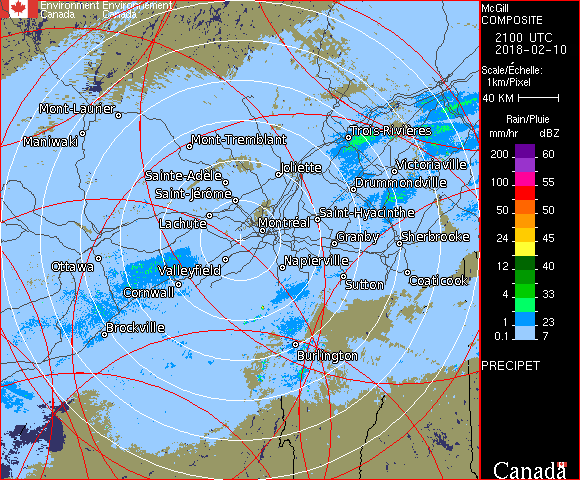 Environment Environnement
Canada Canada
McGill
COMPOSITE
2100 UTC
2018-02-10
Scale/Échelle:
1km/Pixel
40 KM
Rain/Pluie
mm/hr dBZ
200 60
100 55
50 50
24 45
12 40
4 33
1 23
0.1 7
PRECIPET
Canada
Mont-Laurier
Maniwaki
Mont-Tremblant
Trois-Rivières
Joliette
Victoriaville
Sainte-Adèle
Drummondville
Saint-Jérôme
Saint-Hyacinthe
Lachute
Montréal
Granby
Sherbrooke
Ottawa
Valleyfield
Napierville
Cornwall
Sutton
Coaticook
Brockville
Burlington